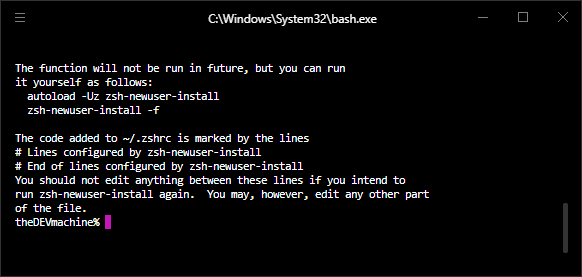 C:\Windows\System32\bash.exe
The function will not be run in future, but you can run
it yourself as follows:
  autoload -Uz zsh-newuser-install
  zsh-newuser-install -f
The code added to ~/.zshrc is marked by the lines
# Lines configured by zsh-newuser-install
# End of lines configured by zsh-newuser-install
You should not edit anything between these lines if you intend to
run zsh-newuser-install again.  You may, however, edit any other part
of the file.
theDEVmachine%